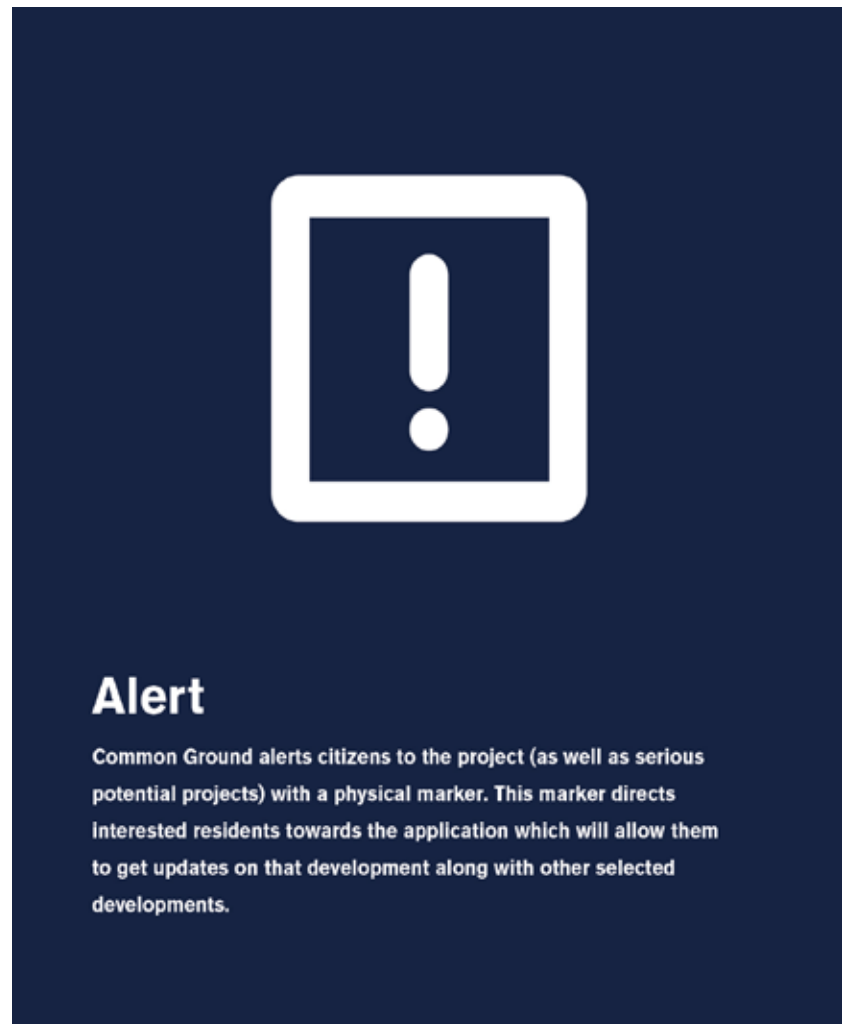 Alert
Common Ground alerts citizens to the project (as well as serious
potential projects) with a physical marker. This marker directs
interested residents towards the application which will allow them
to get updates on that development along with other selected
developments.